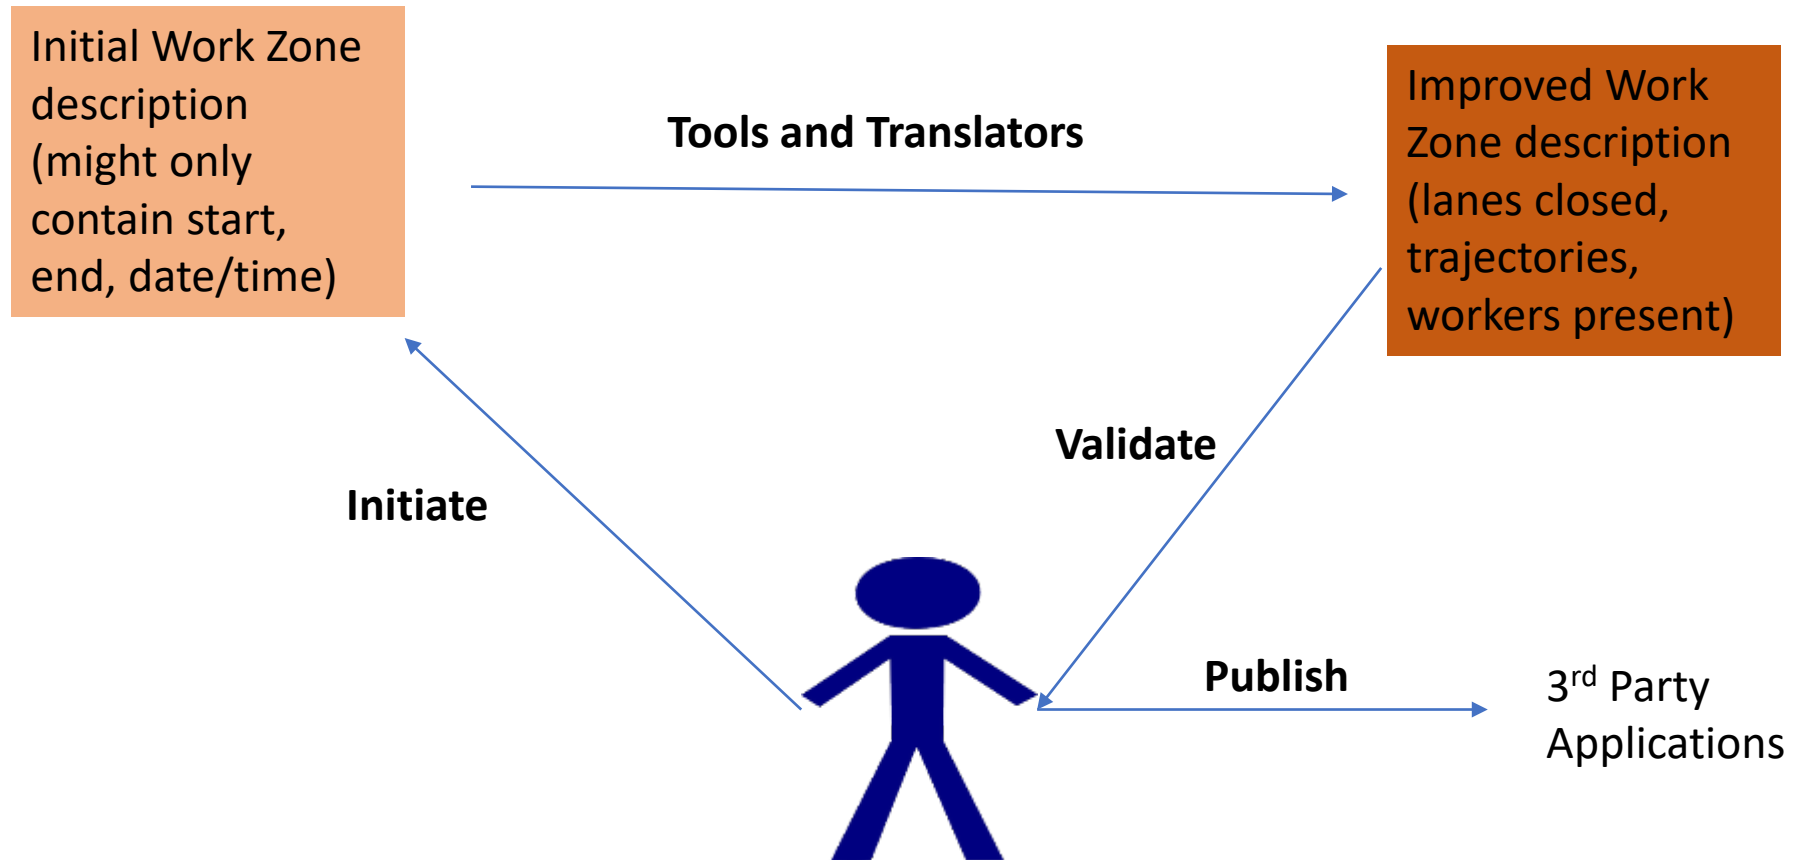 Initial Work Zone
description
(might only
contain start,
end, date/time)
Tools and Translators
Improved Work
Zone description
(lanes closed,
trajectories,
workers present)
Validate
Initiate
Publish
3rd Party
Applications